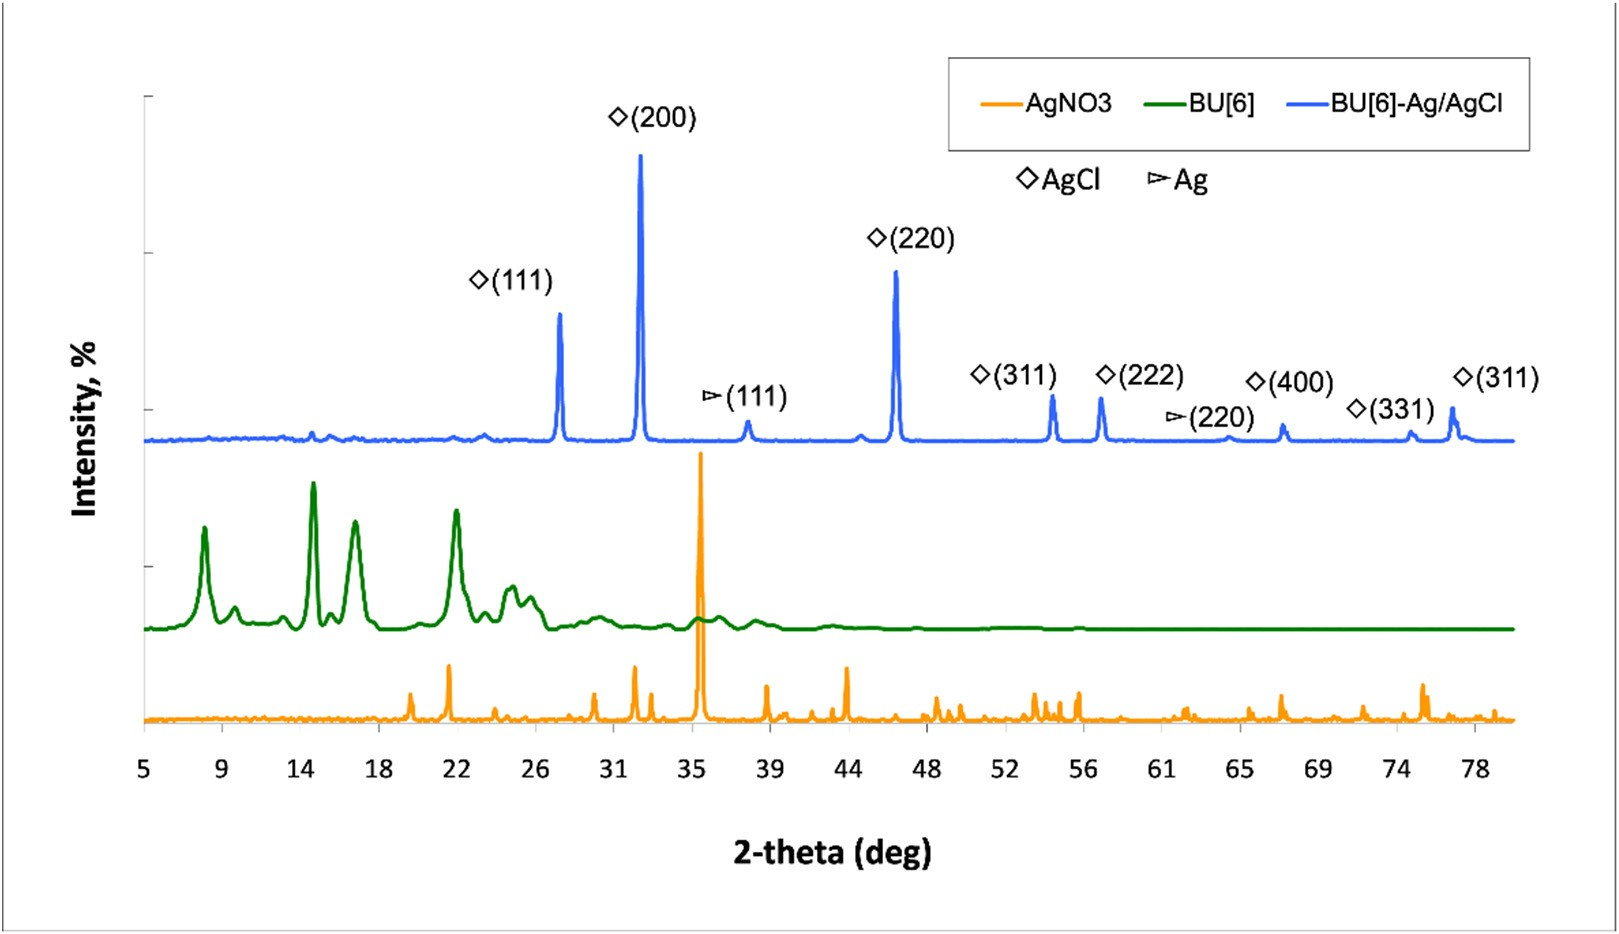 AgNO3 BU[6] BU[6]-Ag/AgCl
◇AgCl ▻Ag
◇(200)
◇(220)
◇(111)
▻(111)
◇(311)
◇(222)
▻(220)
◇(400)
◇(331)
◇(311)
Intensity, %
5 9 14 18 22 26 31 35 39 44 48 52 56 61 65 69 74 78
2-theta (deg)